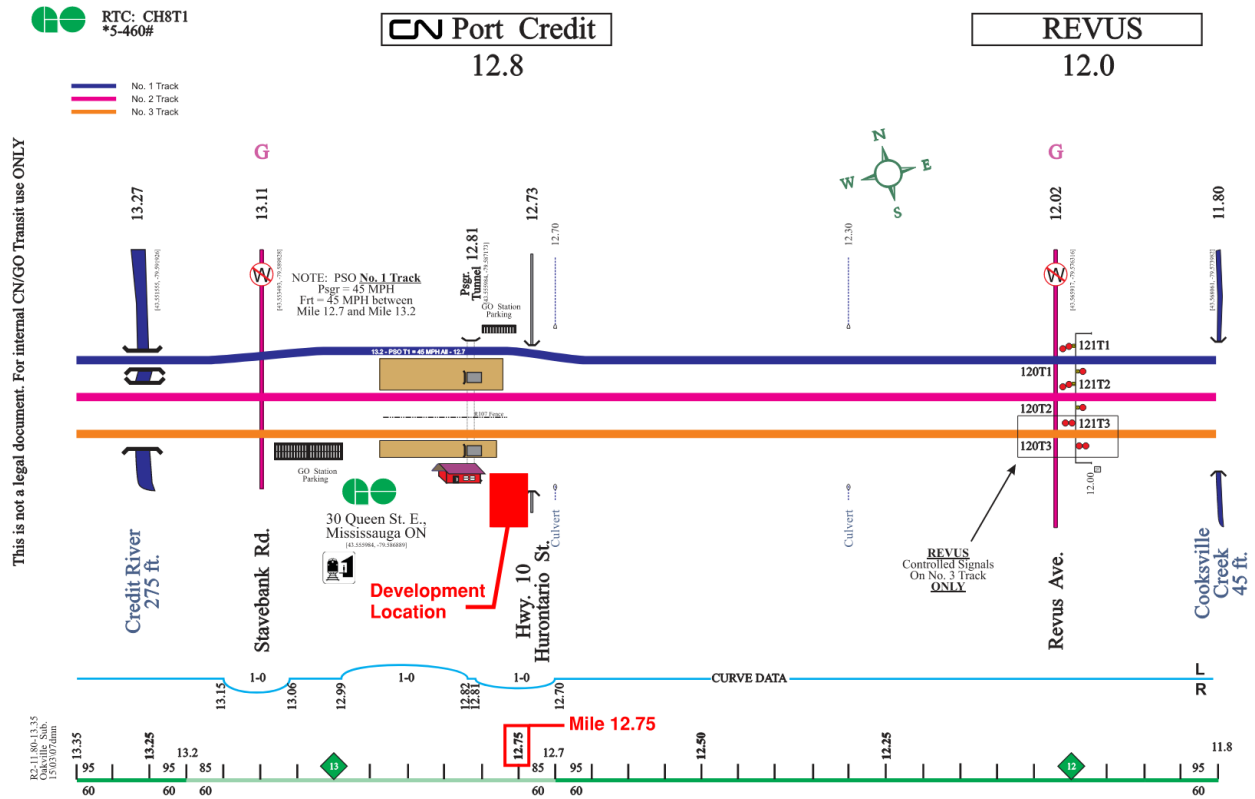 GO
RTC: CH8T1
*5-460#
CN Port Credit
12.8
REVUS
12.0
No. 1 Track
No. 2 Track
No. 3 Track
This is not a legal document. For internal CN/GO Transit use ONLY
G
G
N
E
W
S
13.27
13.11
12.81
12.73
12.70
12.30
12.02
11.80
W
W
NOTE: PSO No. 1 Track
Psgr = 45 MPH
Frt = 45 MPH between
Mile 12.7 and Mile 13.2
Psgr.
Tunnel
GO Station
Parking
13.2 - PSO T1 = 45 MPH All - 12.7
121T1
120T1
121T2
120T2
121T3
120T3
12.00
GO Station
Parking
GO
30 Queen St. E.,
Mississauga ON
[43.555984, -79.586889]
Development
Location
Credit River
275 ft.
Stavebank Rd.
Hwy. 10
Hurontario St.
Culvert
Culvert
REVUS
Controlled Signals
On No. 3 Track
ONLY
Revus Ave.
Cooksville
Creek
45 ft.
1-0
1-0
1-0
CURVE DATA
L
R
13.15
13.06
12.99
12.82
12.81
12.70
Mile 12.75
R2-11.80-13.35
Oakville Sub.
13.35
13.25
13.2
12.75
12.7
12.50
12.25
11.8
95
95
85
13
85
95
12
95
60
60
60
60
60
60